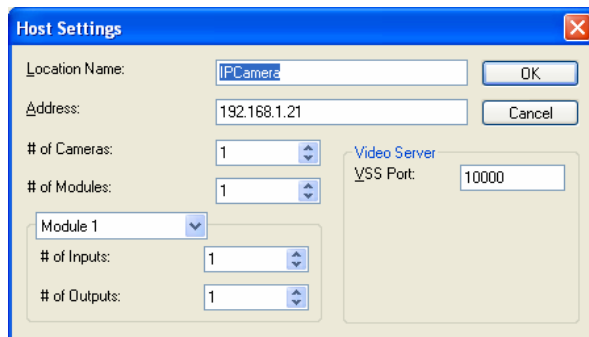 Host Settings
Location Name: IPCamera OK
Address: 192.168.1.21 Cancel
# of Cameras: 1
Video Server
# of Modules: 1
VSS Port: 10000
Module 1
# of Inputs: 1
# of Outputs: 1